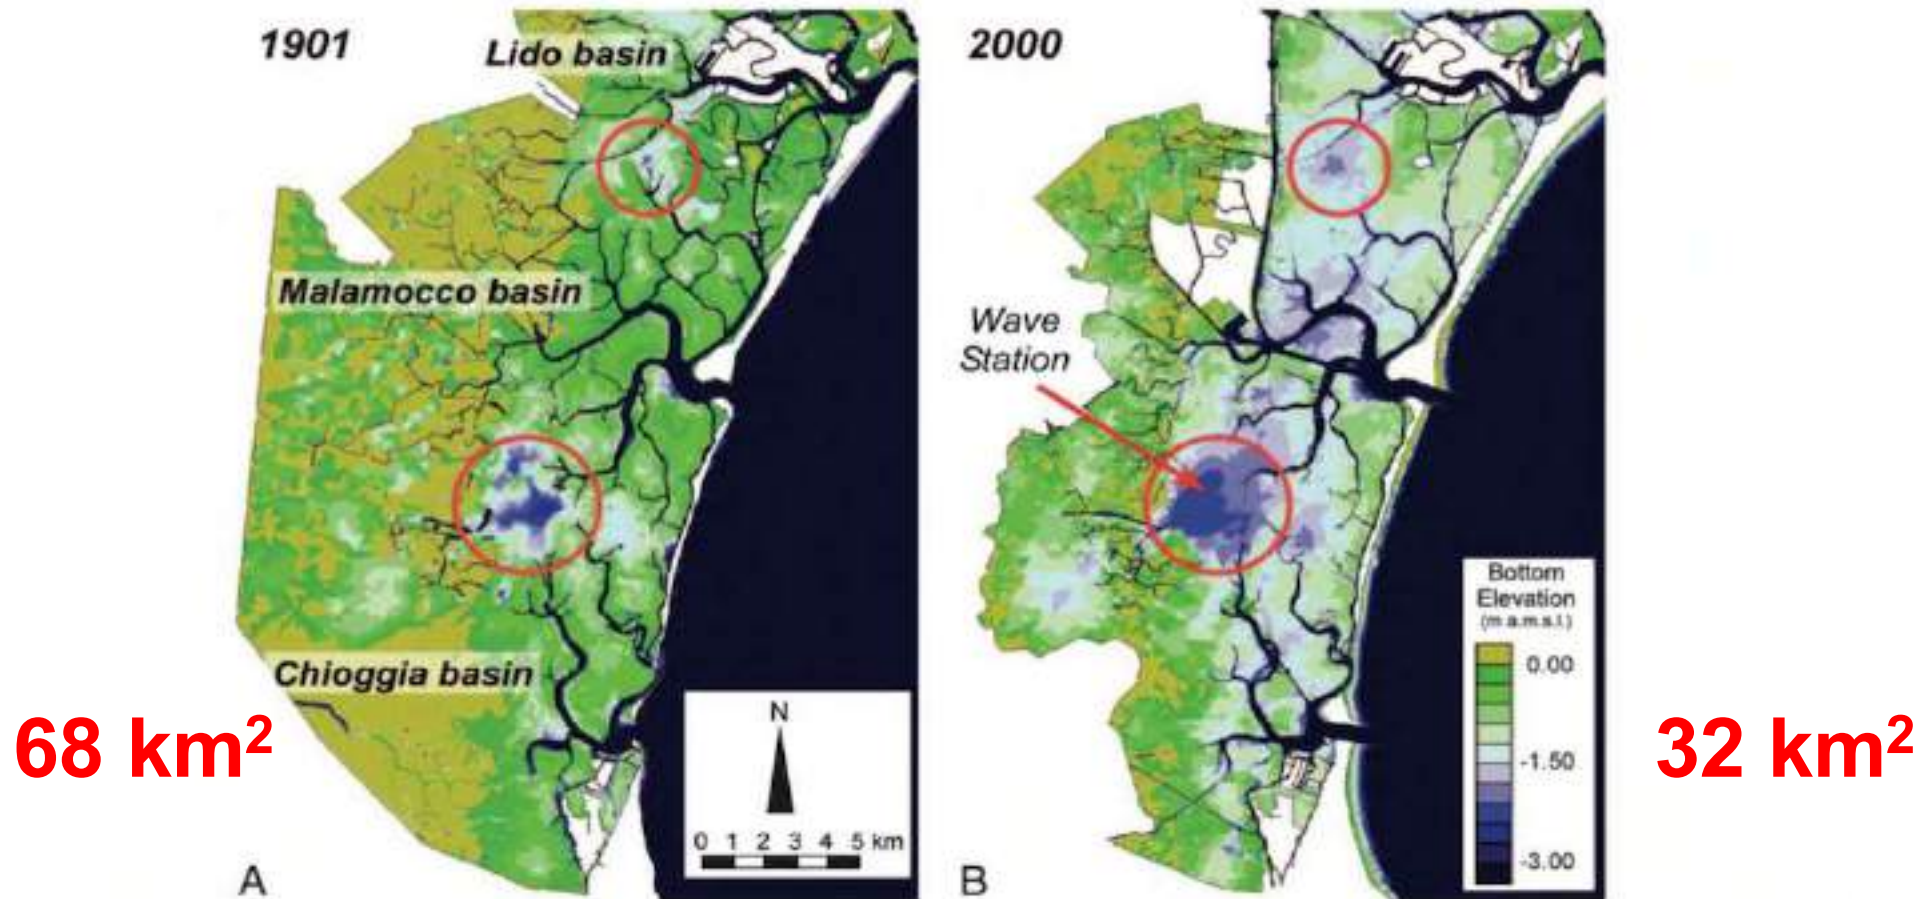 1901
Lido basin
Malamocco basin
Chioggia basin
68 km²
N
0 1 2 3 4 5 km
A
2000
Wave
Station
Bottom
Elevation
(m a.m.s.l.)
0.00
-1.50
-3.00
B
32 km²